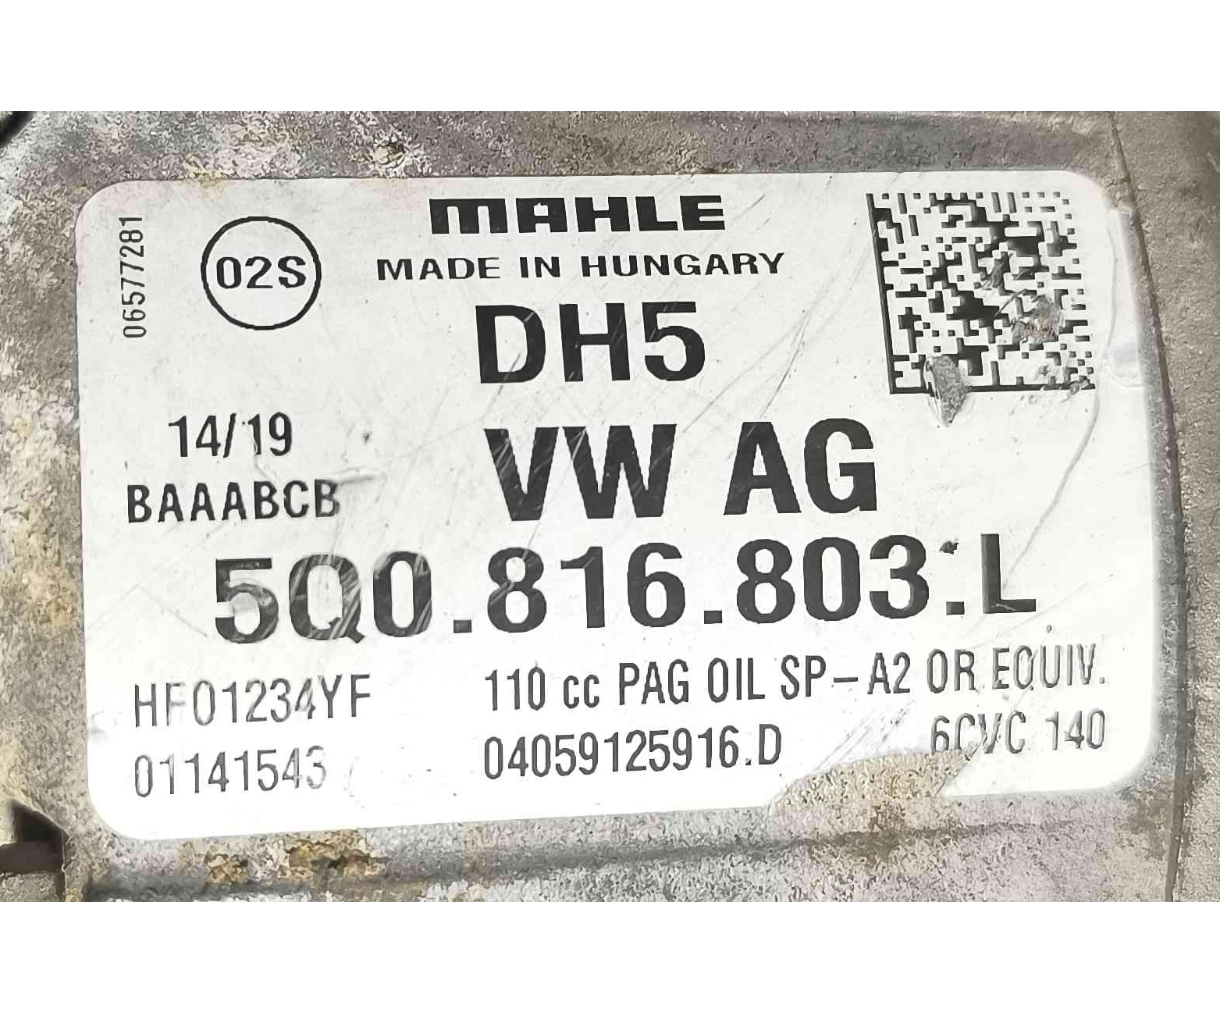 06577281
02S
MAHLE
MADE IN HUNGARY
DH5
14/19
VW AG
BAAABCB
5Q0.816.803.L
HFO1234YF
110 cc PAG OIL SP-A2 OR EQUIV.
01141543
04059125916.D
6CVC 140